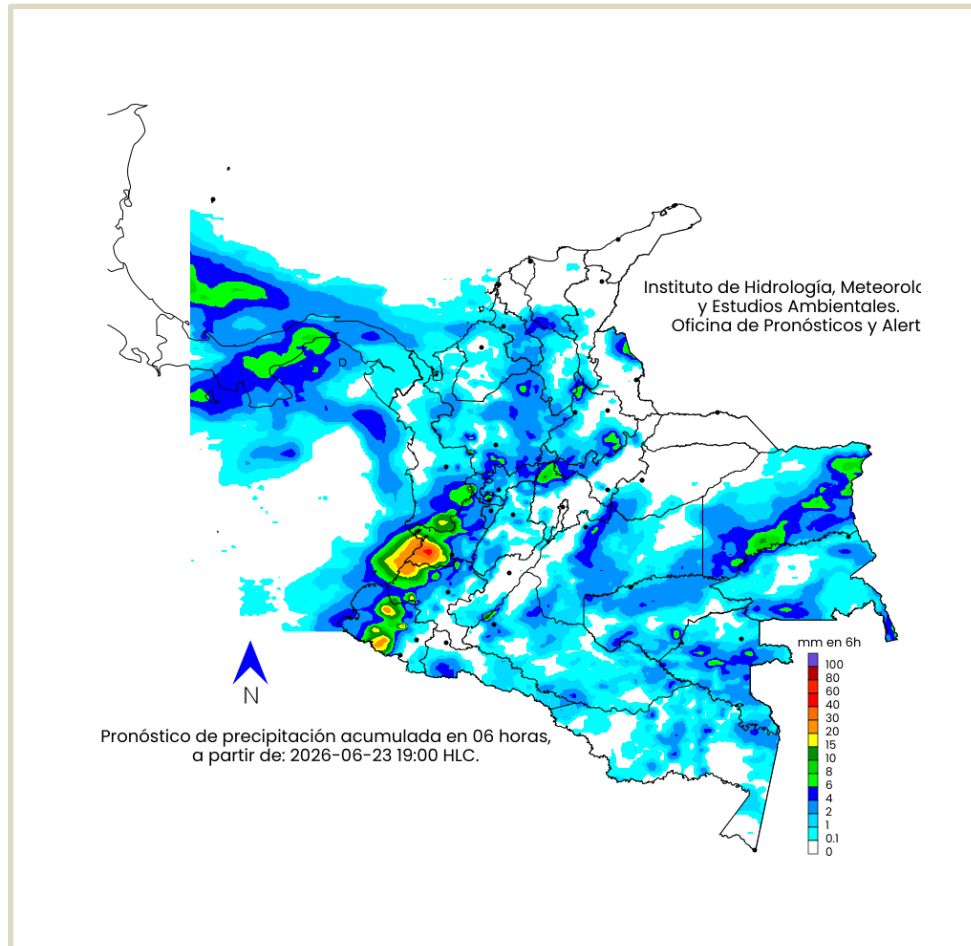 Instituto de Hidrología, Meteorolo
y Estudios Ambientales.
Oficina de Pronósticos y Alert
N
Pronóstico de precipitación acumulada en 06 horas,
a partir de: 2026-06-23 19:00 HLC.
mm en 6h
100
80
60
40
30
20
15
10
8
6
4
2
1
0.1
0